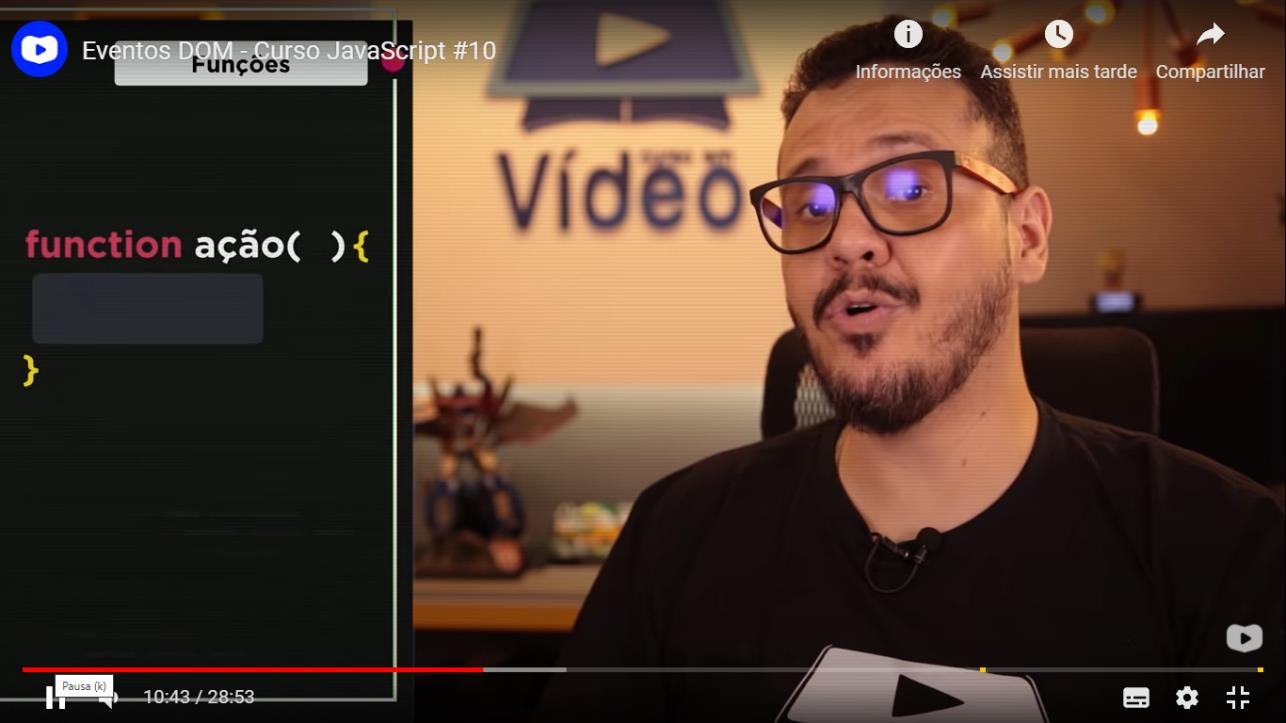 Eventos DOM - Curso JavaScript #10
Informações
Assistir mais tarde
Compartilhar
Funções
Vídeo
function ação( ){
}
Pausa (k)
10:43 / 28:53